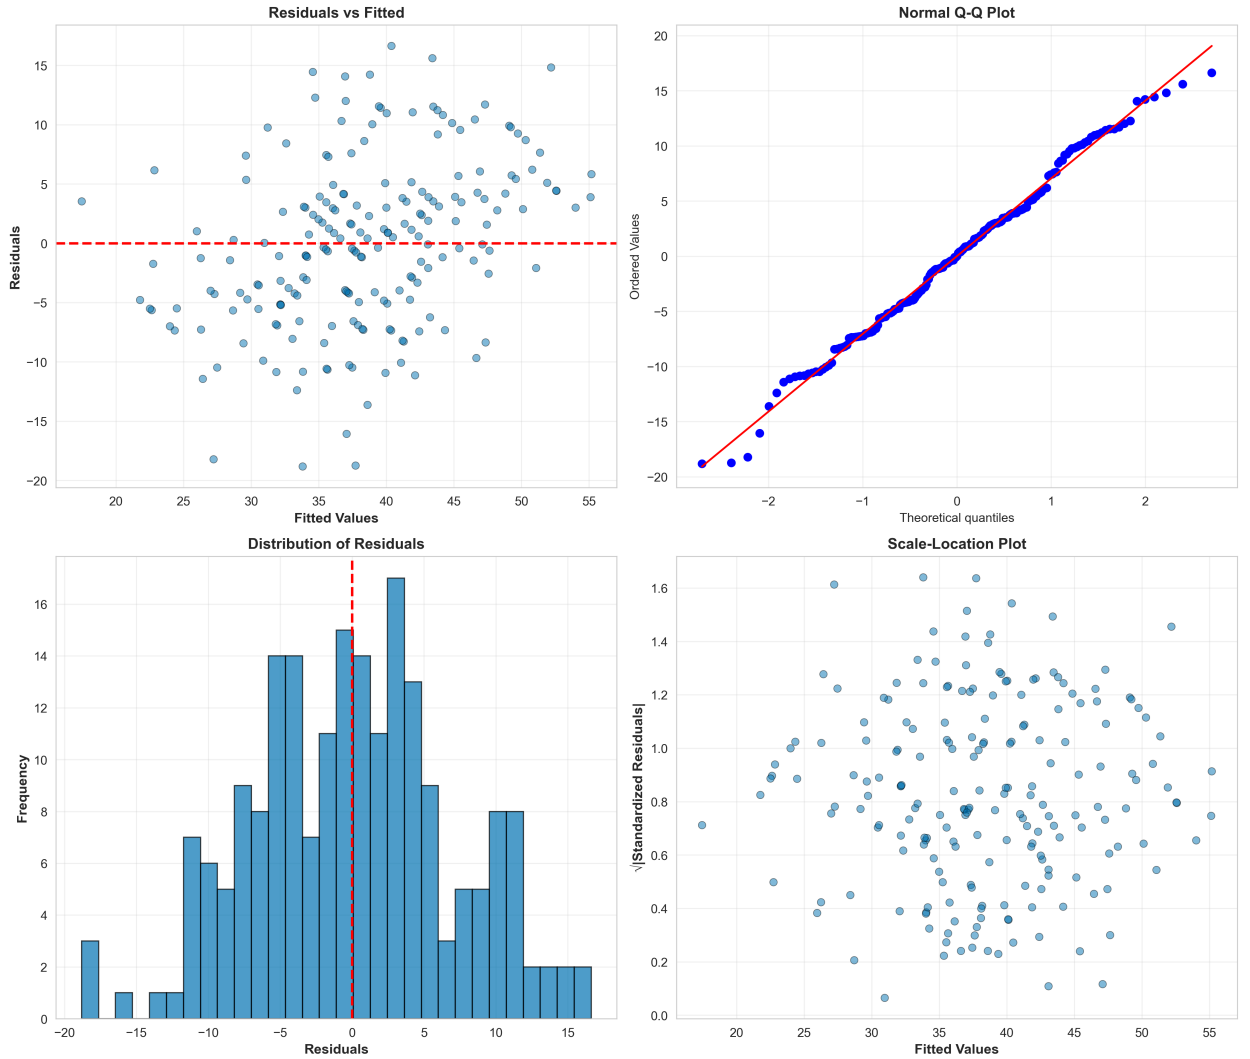 Residuals vs Fitted
Residuals
15
10
5
0
−5
−10
−15
−20
20 25 30 35 40 45 50 55
Fitted Values
Normal Q-Q Plot
Ordered Values
20
15
10
5
0
−5
−10
−15
−20
−2 −1 0 1 2
Theoretical quantiles
Distribution of Residuals
Frequency
16
14
12
10
8
6
4
2
0
−20 −15 −10 −5 0 5 10 15
Residuals
Scale-Location Plot
√|Standardized Residuals|
1.6
1.4
1.2
1.0
0.8
0.6
0.4
0.2
0.0
20 25 30 35 40 45 50 55
Fitted Values